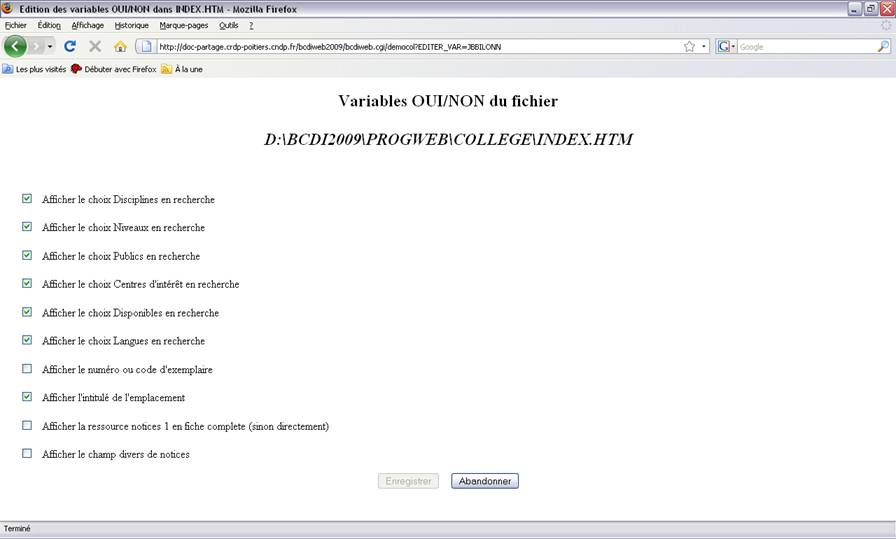 Edition des variables OUI/NON dans INDEX.HTM - Mozilla Firefox
Fichier Édition Affichage Historique Marque-pages Outils ?
http://doc-partage.crdp-poitiers.cndp.fr/bcdiweb2009/bcdiweb.cgi/democol?EDITER_VAR=JBBILONN
Google
Les plus visités Débuter avec Firefox À la une
Variables OUI/NON du fichier
D:\BCDI2009\PROGWEB\COLLEGE\INDEX.HTM
Afficher le choix Disciplines en recherche
Afficher le choix Niveaux en recherche
Afficher le choix Publics en recherche
Afficher le choix Centres d'intérêt en recherche
Afficher le choix Disponibles en recherche
Afficher le choix Langues en recherche
Afficher le numéro ou code d'exemplaire
Afficher l'intitulé de l'emplacement
Afficher la ressource notices 1 en fiche complete (sinon directement)
Afficher le champ divers de notices
Enregistrer Abandonner
Terminé